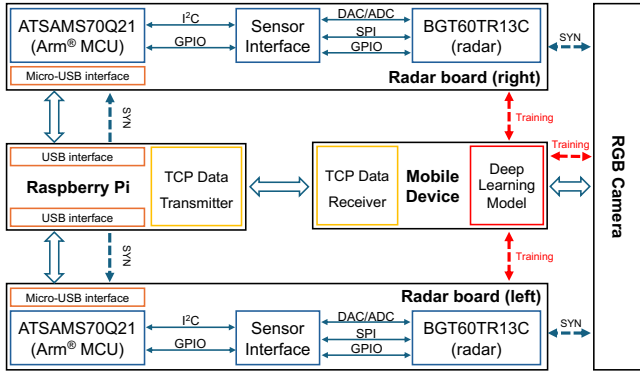 ATSAMS70Q21
(Arm® MCU)
Micro-USB interface
I²C
GPIO
Sensor
Interface
DAC/ADC
SPI
GPIO
BGT60TR13C
(radar)
Radar board (right)
SYN
SYN
Training
Training
USB interface
Raspberry Pi
USB interface
TCP Data
Transmitter
TCP Data
Receiver
Mobile
Device
Deep
Learning
Model
RGB Camera
SYN
Training
Micro-USB interface
Radar board (left)
ATSAMS70Q21
(Arm® MCU)
I²C
GPIO
Sensor
Interface
DAC/ADC
SPI
GPIO
BGT60TR13C
(radar)
SYN